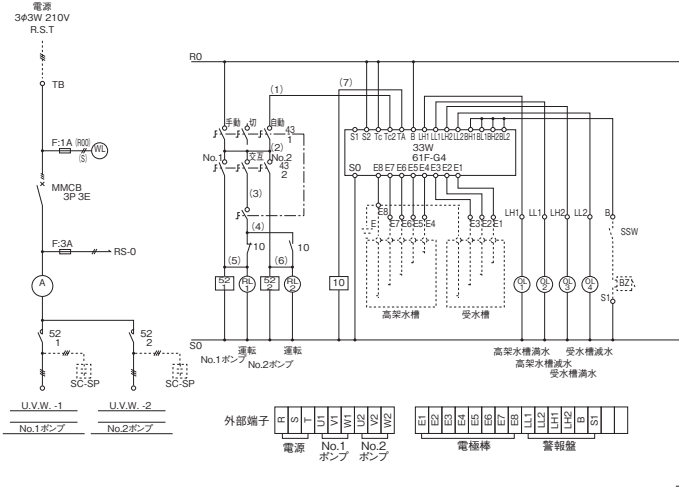 電源
3φ3W 210V
R.S.T
TB
F:1A (R00)
(S)
WL
MMCB
3P 3E
F:3A
RS-0
A
52
1
52
2
SC-SP
SC-SP
U.V.W. -1
U.V.W. -2
No.1ポンプ
No.2ポンプ
R0
(1)
(7)
手動 切 自動
43
1
(2)
No.1 交互 No.2
43
2
(3)
(4)
10
10
(5)
(6)
52
1
RL
1
52
2
RL
2
10
S0
運転
運転
No.1ポンプ
No.2ポンプ
S1 S2 Tc Tc2 TA B LH1 LL1 LH2 LL2 BH1 BL1 BH2 BL2
33W
61F-G4
S0
E8 E7 E6 E5 E4 E3 E2 E1
E8
E
E7 E6 E5 E4
E3 E2 E1
高架水槽
受水槽
LH1 LL1 LH2 LL2
B
SSW
BZ
S1
OL
1
OL
2
OL
3
OL
4
高架水槽満水
受水槽減水
高架水槽減水
受水槽満水
外部端子
R S T U1 V1 W1 U2 V2 W2
電源
No.1
ポンプ
No.2
ポンプ
E1 E2 E3 E4 E5 E6 E7 E8 LL1 LL2 LH1 LH2 B S1
電極棒
警報盤